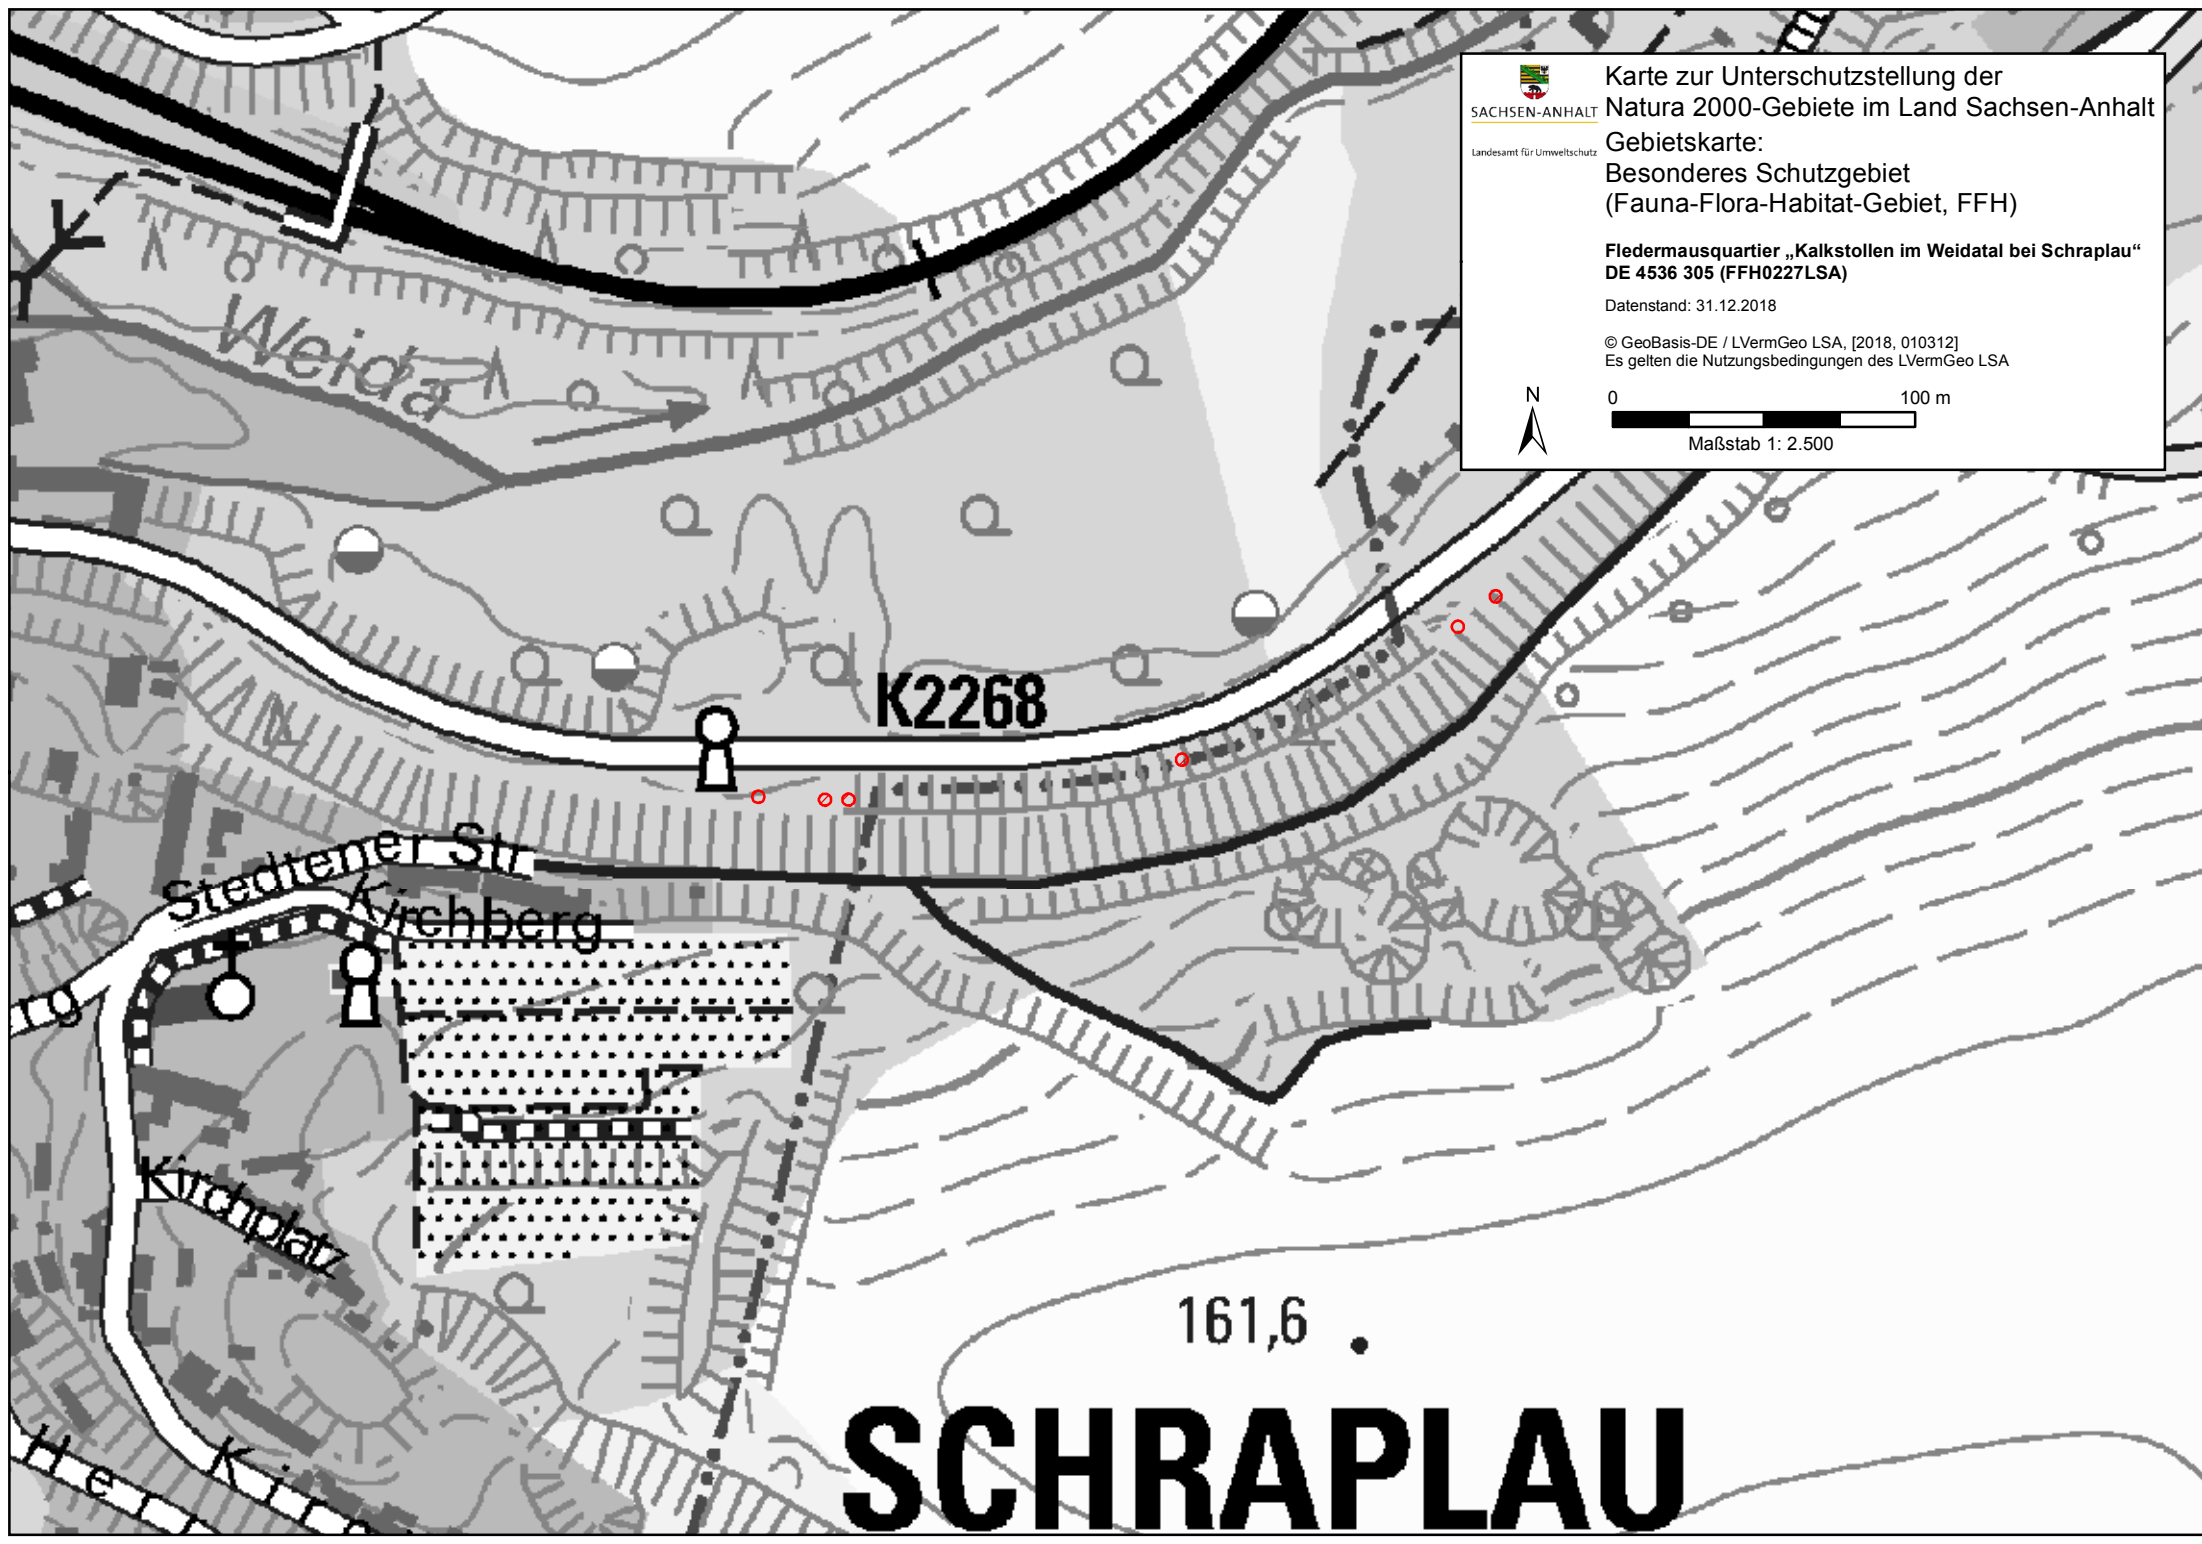 SACHSEN-ANHALT
Landesamt für Umweltschutz
Karte zur Unterschutzstellung der
Natura 2000-Gebiete im Land Sachsen-Anhalt
Gebietskarte:
Besonderes Schutzgebiet
(Fauna-Flora-Habitat-Gebiet, FFH)
Fledermausquartier „Kalkstollen im Weidatal bei Schraplau“
DE 4536 305 (FFH0227LSA)
Datenstand: 31.12.2018
© GeoBasis-DE / LVermGeo LSA, [2018, 010312]
Es gelten die Nutzungsbedingungen des LVermGeo LSA
N
0 100 m
Maßstab 1: 2.500
Weida
K2268
Stedtener Str
Kirchberg
rg
Kirchplatz
161,6
SCHRAPLAU